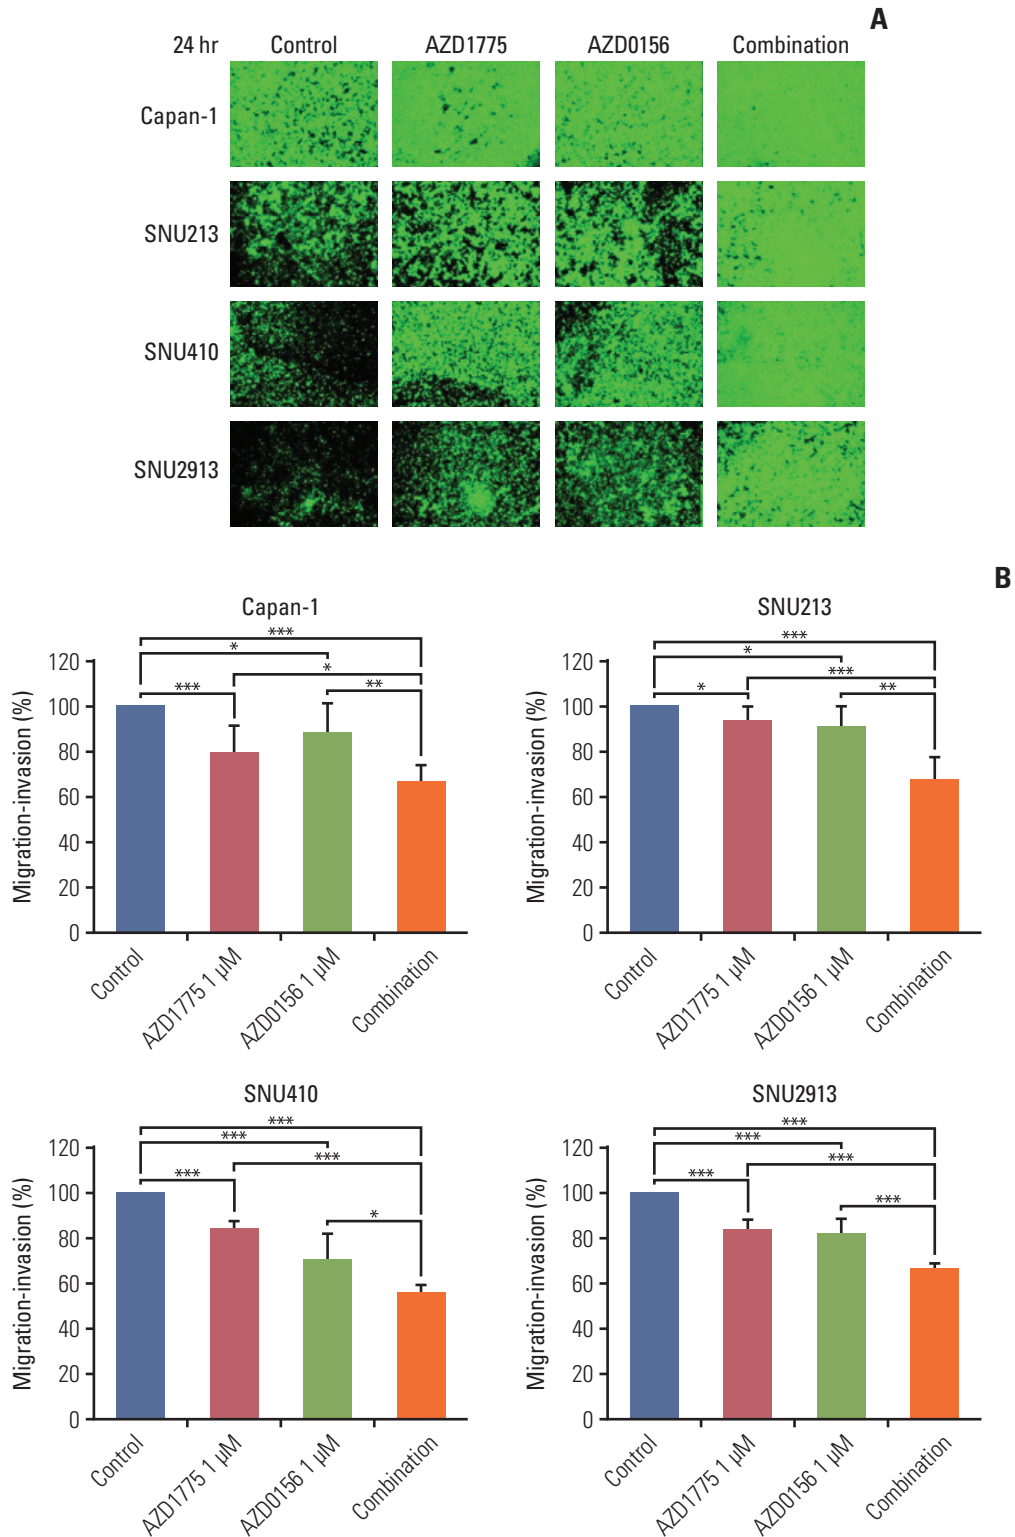 A
24 hr Control AZD1775 AZD0156 Combination
Capan-1
SNU213
SNU410
SNU2913
B
Capan-1
***
*
*
***
**
Migration-invasion (%)
120
100
80
60
40
20
0
Control
AZD1775 1 µM
AZD0156 1 µM
Combination
SNU213
***
*
***
*
**
Migration-invasion (%)
120
100
80
60
40
20
0
Control
AZD1775 1 µM
AZD0156 1 µM
Combination
SNU410
***
***
***
***
*
Migration-invasion (%)
120
100
80
60
40
20
0
Control
AZD1775 1 µM
AZD0156 1 µM
Combination
SNU2913
***
***
***
***
***
Migration-invasion (%)
120
100
80
60
40
20
0
Control
AZD1775 1 µM
AZD0156 1 µM
Combination